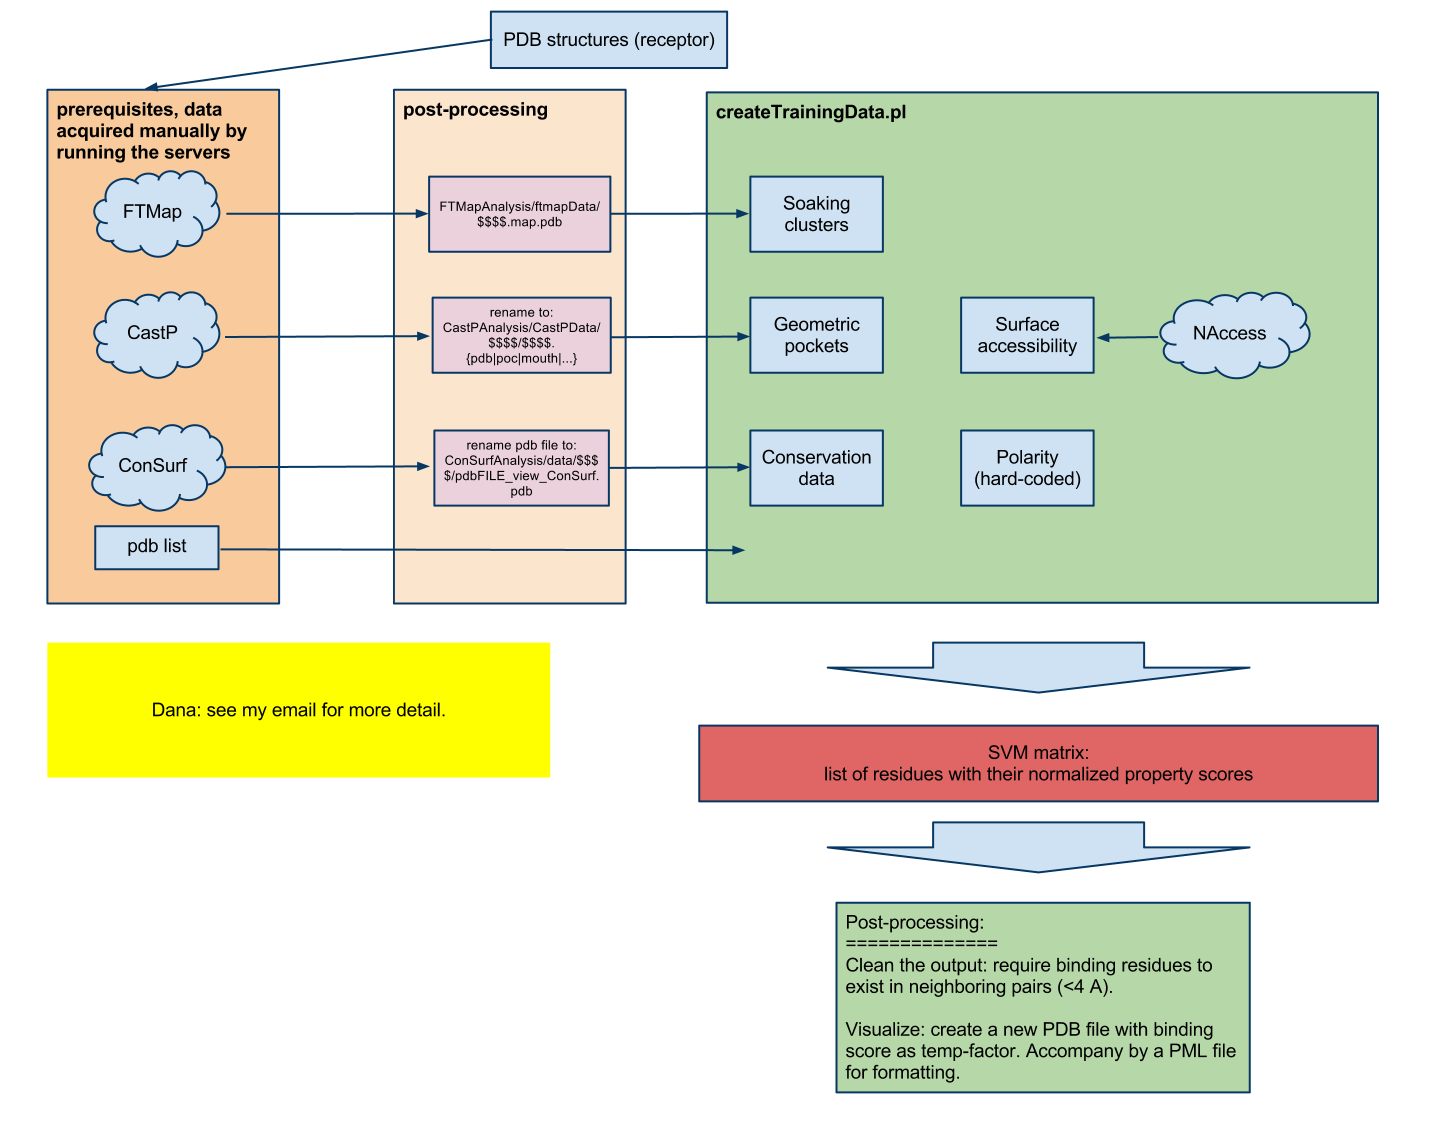 PDB structures (receptor)
prerequisites, data
acquired manually by
running the servers
post-processing
createTrainingData.pl
FTMap
FTMapAnalysis/ftmapData/
$$$$.map.pdb
Soaking
clusters
CastP
rename to:
CastPAnalysis/CastPData/
$$$$/$$$$.
{pdb|poc|mouth|...}
Geometric
pockets
Surface
accessibility
NAccess
ConSurf
rename pdb file to:
ConSurfAnalysis/data/$$$
$/pdbFILE_view_ConSurf.
pdb
Conservation
data
Polarity
(hard-coded)
pdb list
Dana: see my email for more detail.
SVM matrix:
list of residues with their normalized property scores
Post-processing:
==============
Clean the output: require binding residues to
exist in neighboring pairs (<4 A).
Visualize: create a new PDB file with binding
score as temp-factor. Accompany by a PML file
for formatting.